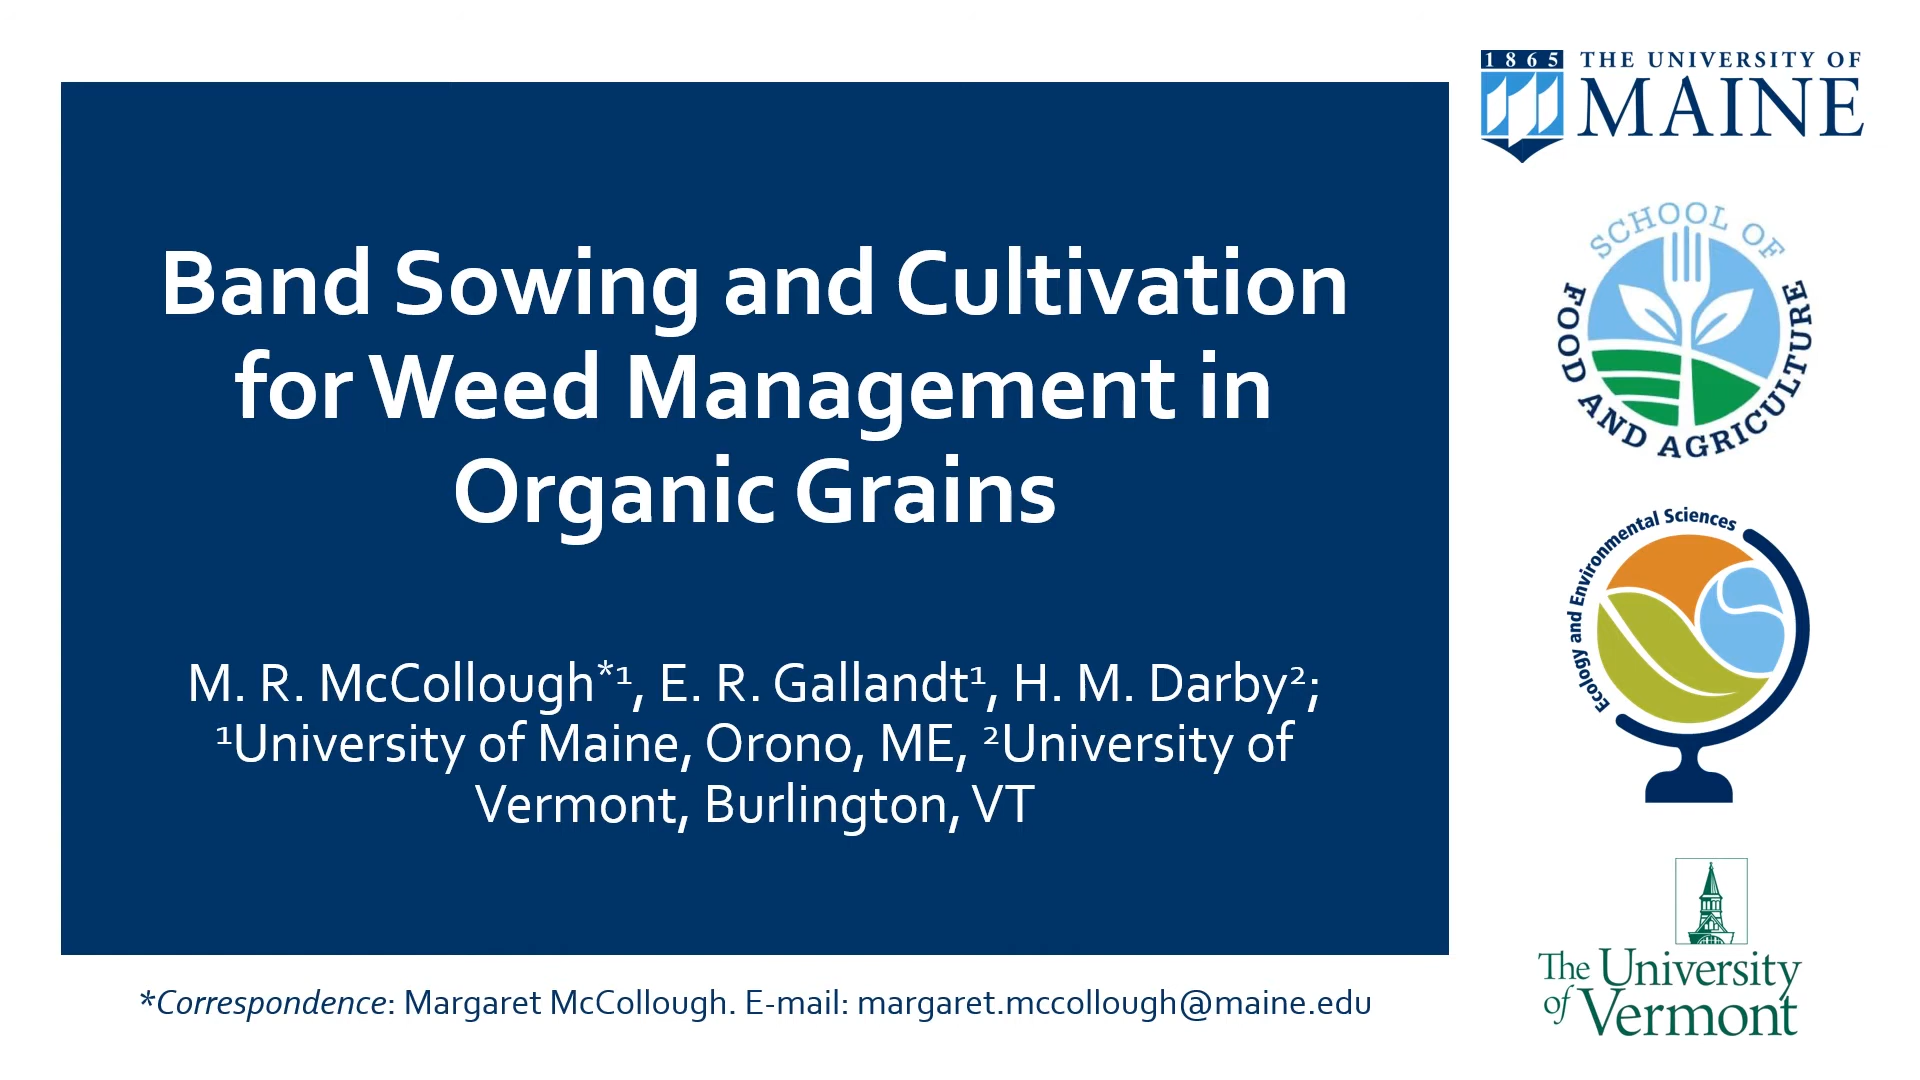 Band Sowing and Cultivation
for Weed Management in
Organic Grains
M. R. McCollough*¹, E. R. Gallandt¹, H. M. Darby²;
¹University of Maine, Orono, ME, ²University of
Vermont, Burlington, VT
*Correspondence: Margaret McCollough. E-mail: margaret.mccollough@maine.edu
1865
THE UNIVERSITY OF
MAINE
SCHOOL OF
FOOD AND AGRICULTURE
Ecology and Environmental Sciences
The University
of Vermont